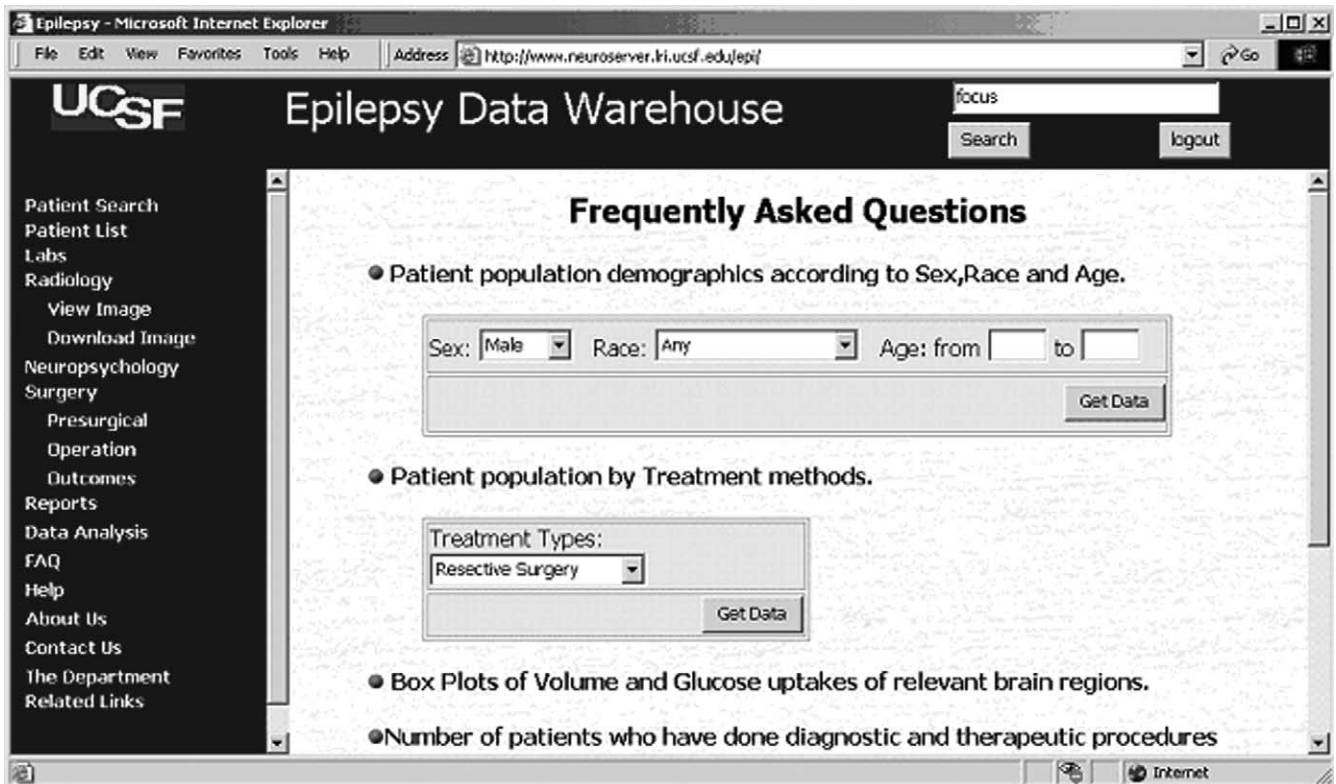 Epilepsy - Microsoft Internet Explorer
File Edit View Favorites Tools Help Address http://www.neuroserver.lri.ucsf.edu/epi/ Go
UCSF Epilepsy Data Warehouse focus
Search logout
Patient Search
Patient List
Labs
Radiology
View Image
Download Image
Neuropsychology
Surgery
Presurgical
Operation
Outcomes
Reports
Data Analysis
FAQ
Help
About Us
Contact Us
The Department
Related Links
Frequently Asked Questions
Patient population demographics according to Sex,Race and Age.
Sex: Male Race: Any Age: from to
Get Data
Patient population by Treatment methods.
Treatment Types:
Resective Surgery
Get Data
Box Plots of Volume and Glucose uptakes of relevant brain regions.
Number of patients who have done diagnostic and therapeutic procedures
Internet